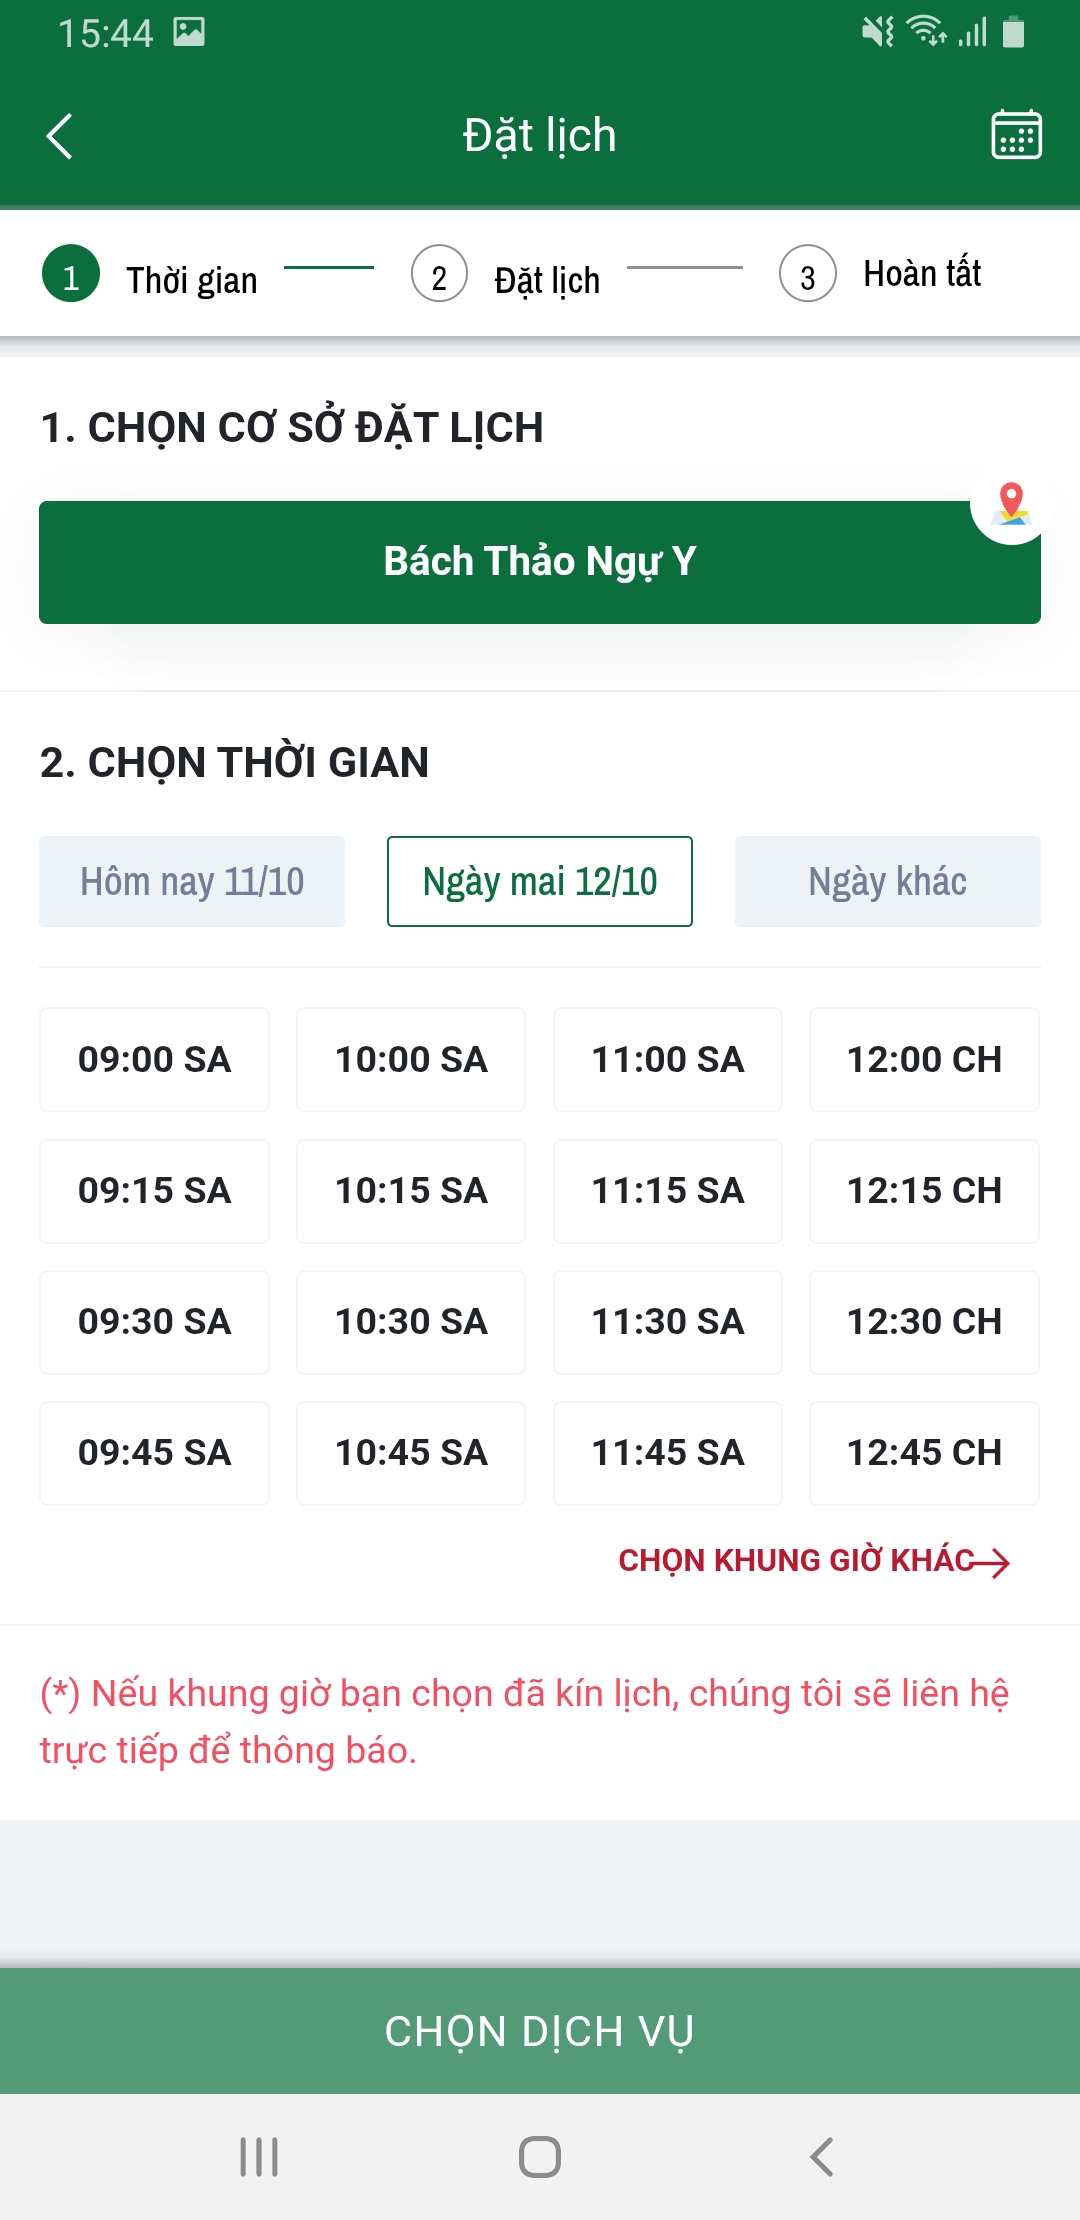 15:44
Đặt lịch
1 Thời gian 2 Đặt lịch 3 Hoàn tất
1. CHỌN CƠ SỞ ĐẶT LỊCH
Bách Thảo Ngự Y
2. CHỌN THỜI GIAN
Hôm nay 11/10 Ngày mai 12/10 Ngày khác
09:00 SA 10:00 SA 11:00 SA 12:00 CH
09:15 SA 10:15 SA 11:15 SA 12:15 CH
09:30 SA 10:30 SA 11:30 SA 12:30 CH
09:45 SA 10:45 SA 11:45 SA 12:45 CH
CHỌN KHUNG GIỜ KHÁC
(*) Nếu khung giờ bạn chọn đã kín lịch, chúng tôi sẽ liên hệ
trực tiếp để thông báo.
CHỌN DỊCH VỤ